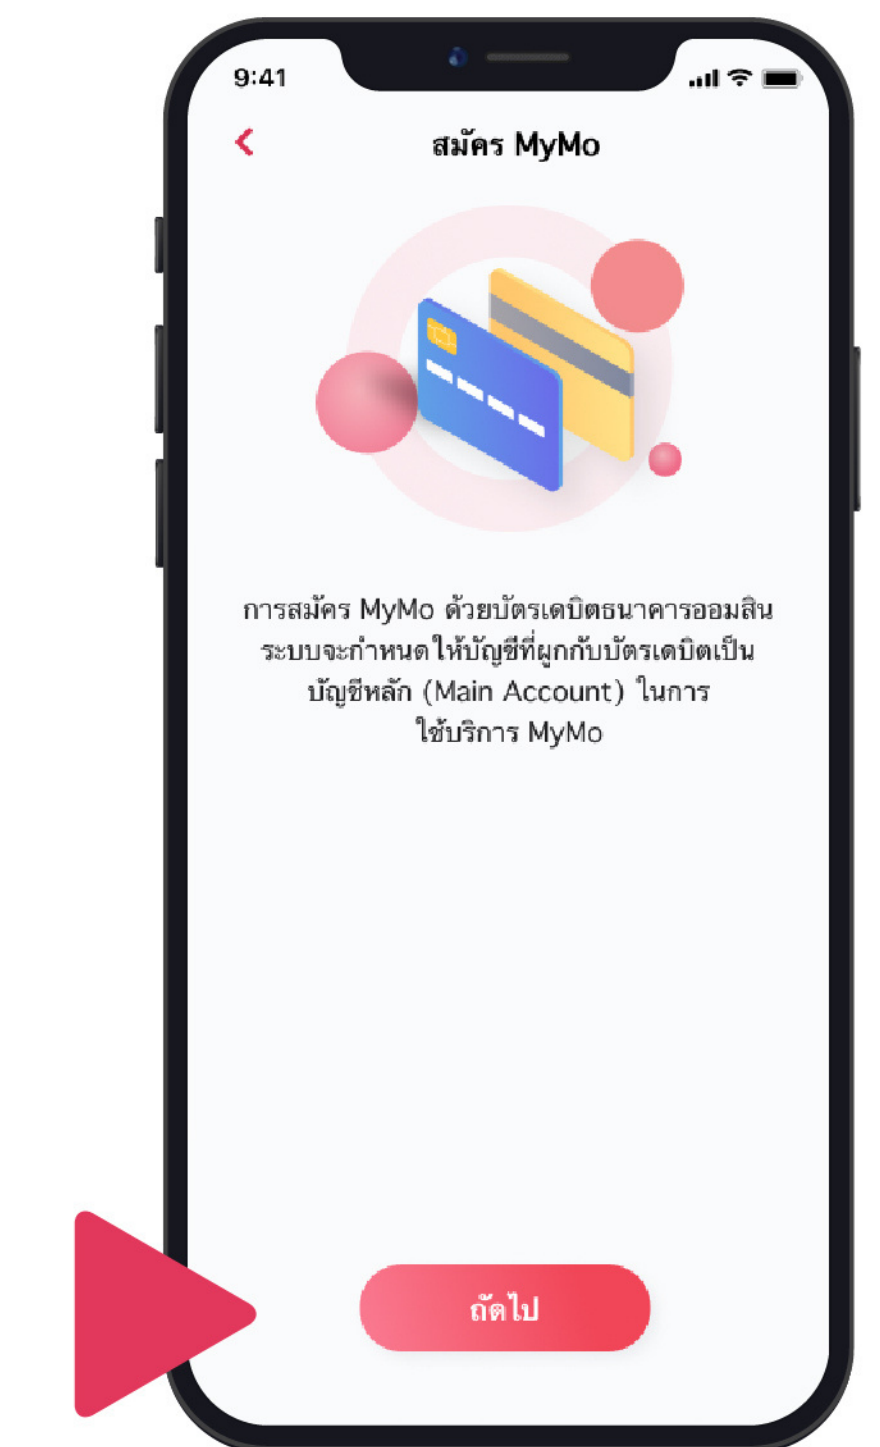 9:41
สมัคร MyMo
การสมัคร MyMo ด้วยบัตรเดบิตธนาคารออมสิน
ระบบจะกำหนดให้บัญชีที่ผูกกับบัตรเดบิตเป็น
บัญชีหลัก (Main Account) ในการ
ใช้บริการ MyMo
ถัดไป